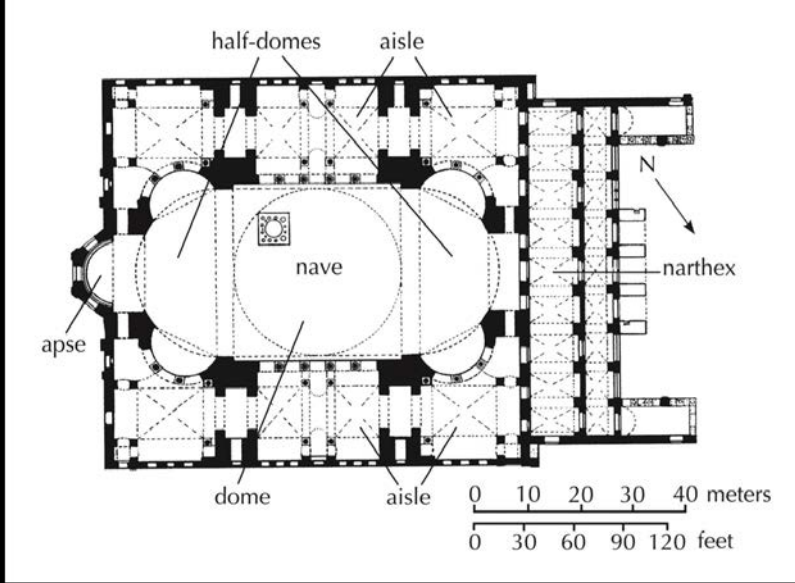 half-domes aisle
N
nave
narthex
apse
dome aisle
0 10 20 30 40 meters
0 30 60 90 120 feet